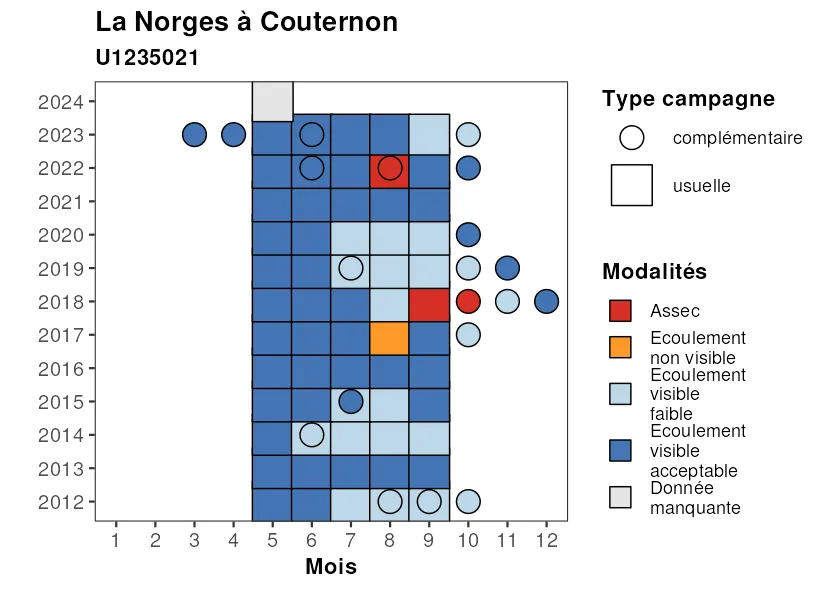 La Norges à Couternon
U1235021
2024
2023
2022
2021
2020
2019
2018
2017
2016
2015
2014
2013
2012
1 2 3 4 5 6 7 8 9 10 11 12
Mois
Type campagne
complémentaire
usuelle
Modalités
Assec
Ecoulement
non visible
Ecoulement
visible
faible
Ecoulement
visible
acceptable
Donnée
manquante